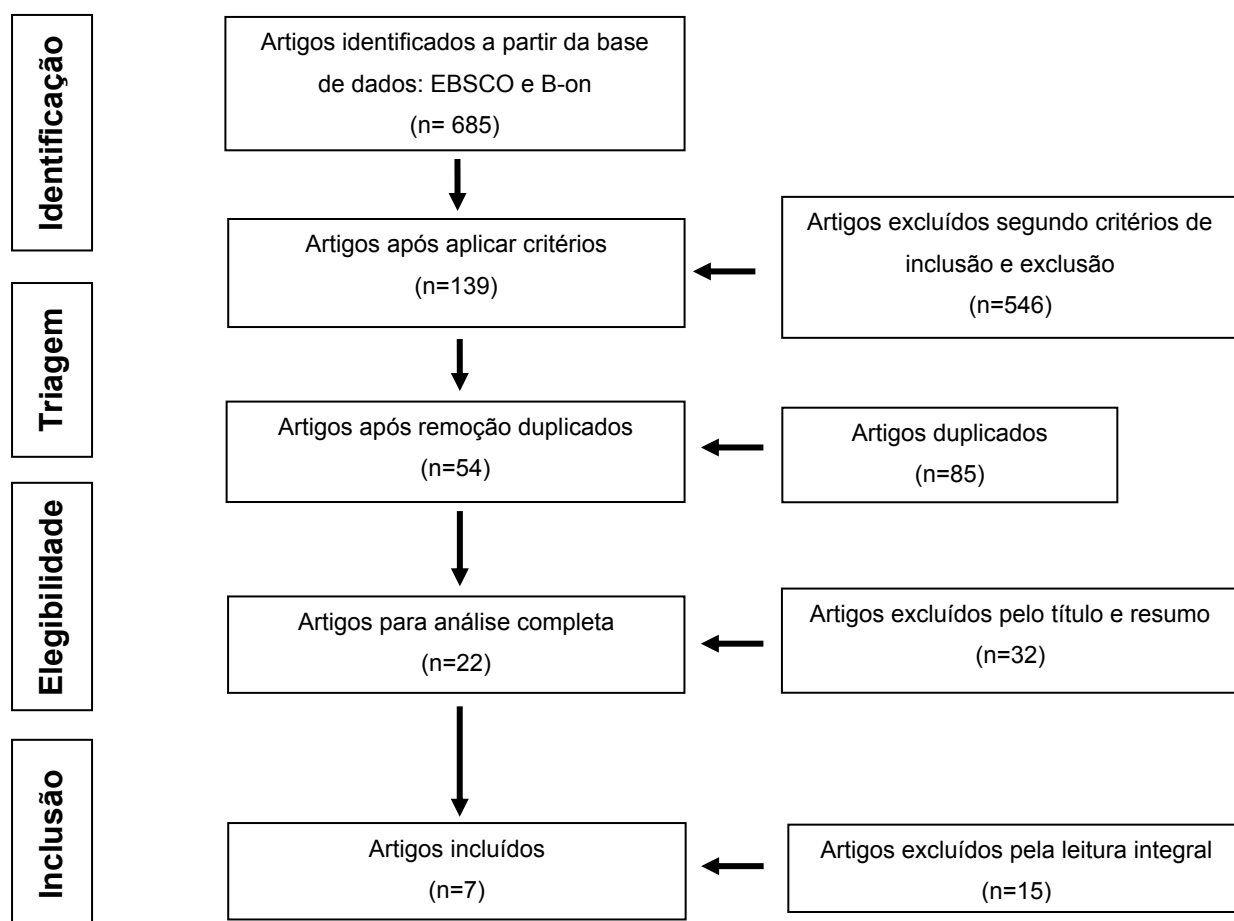 Identificação
Artigos identificados a partir da base
de dados: EBSCO e B-on
(n= 685)
Artigos após aplicar critérios
(n=139)
Artigos excluídos segundo critérios de
inclusão e exclusão
(n=546)
Triagem
Artigos após remoção duplicados
(n=54)
Artigos duplicados
(n=85)
Elegibilidade
Artigos para análise completa
(n=22)
Artigos excluídos pelo título e resumo
(n=32)
Inclusão
Artigos incluídos
(n=7)
Artigos excluídos pela leitura integral
(n=15)